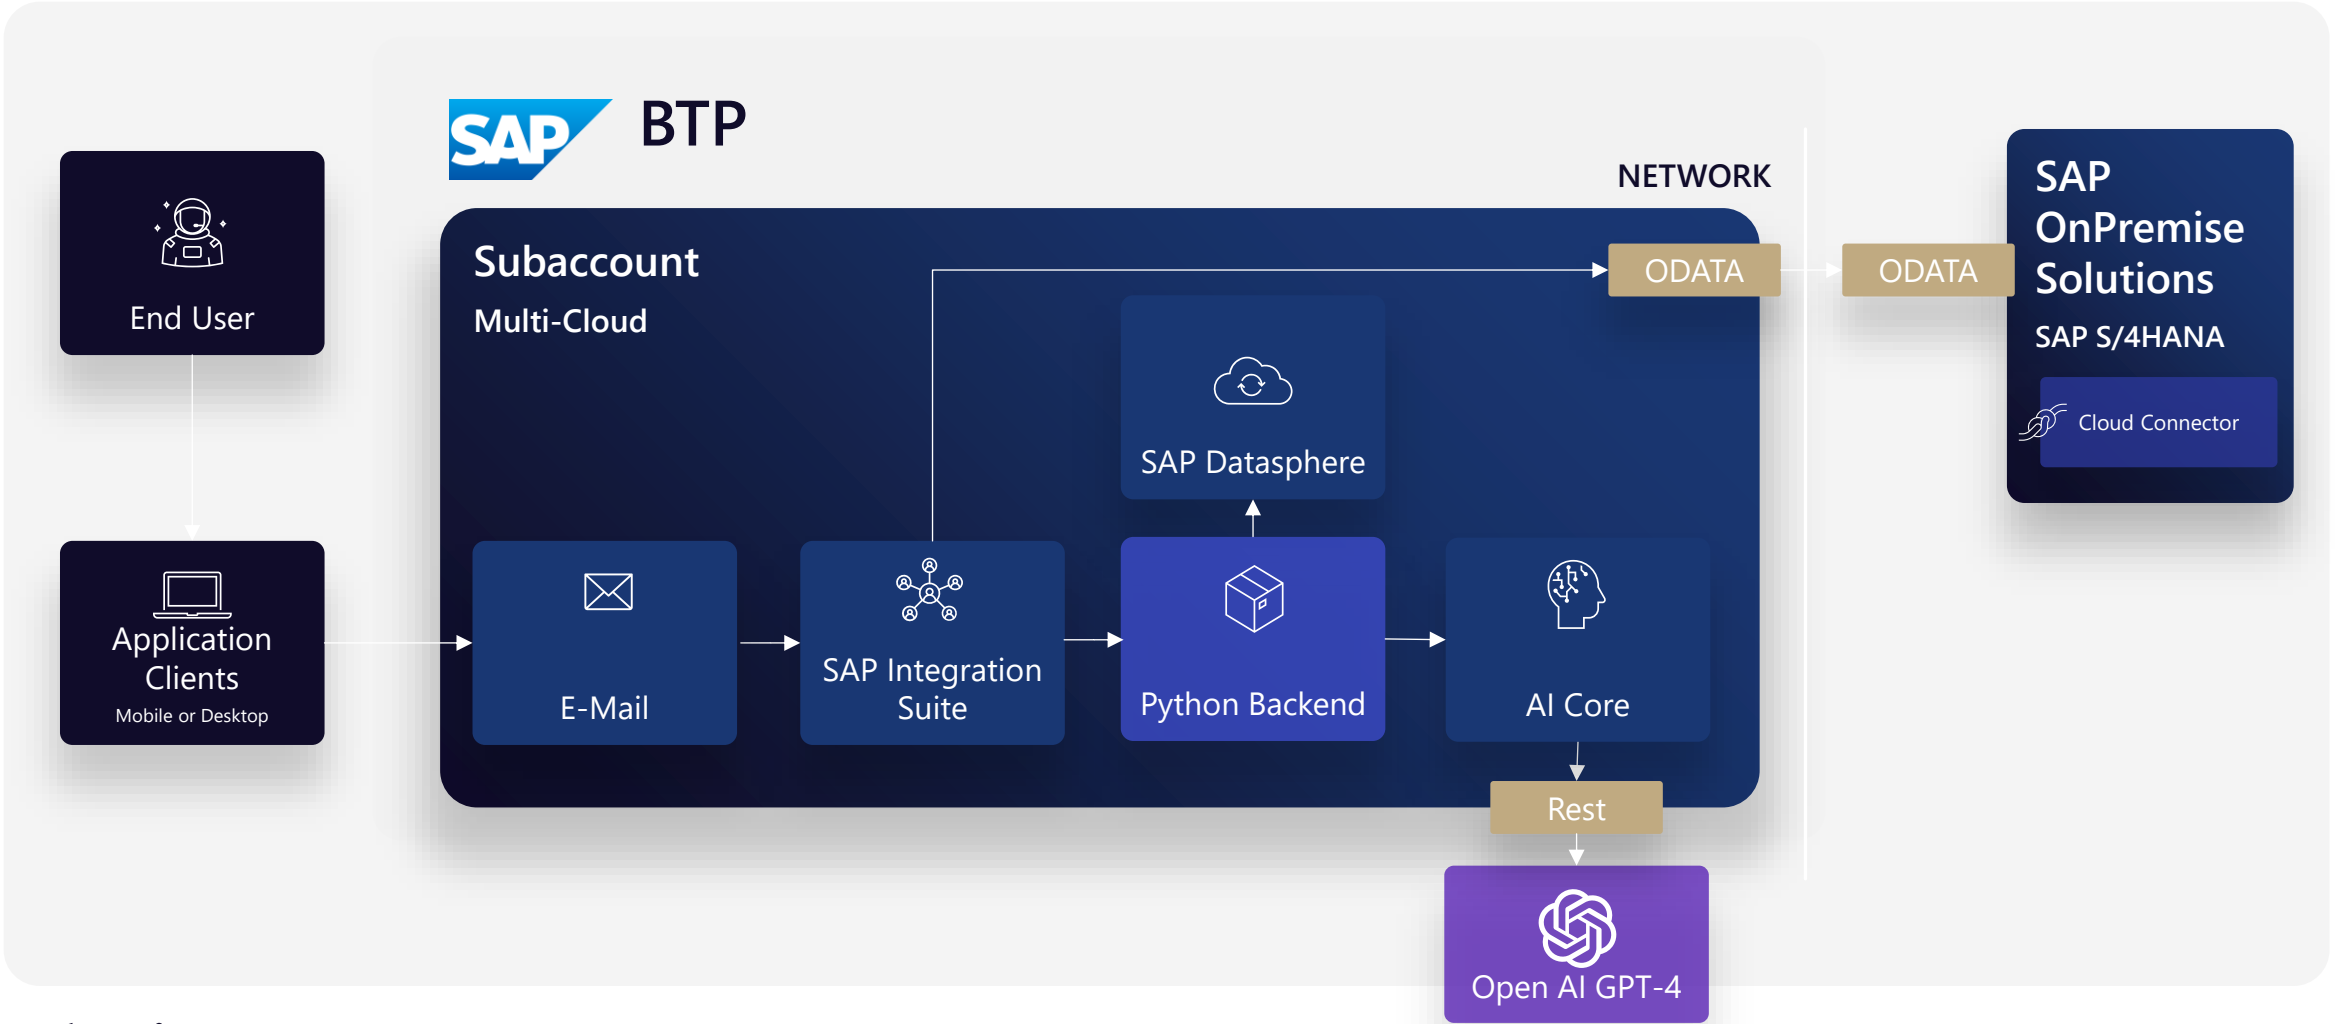 SAP
BTP
NETWORK
End User
Application
Clients
Mobile or Desktop
Subaccount
Multi-Cloud
ODATA
ODATA
SAP
OnPremise
Solutions
SAP S/4HANA
Cloud Connector
SAP Datasphere
E-Mail
SAP Integration
Suite
Python Backend
AI Core
Rest
Open AI GPT-4